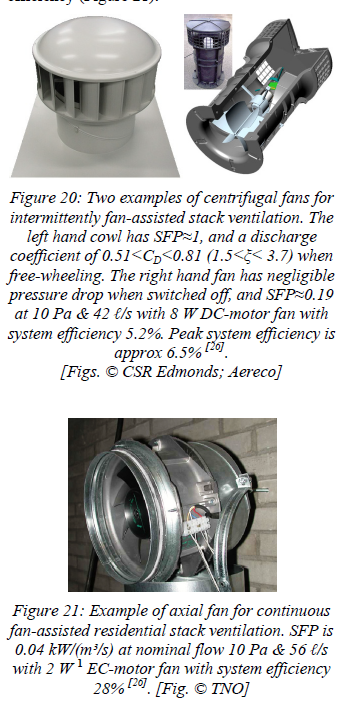 Figure 20: Two examples of centrifugal fans for
intermittently fan-assisted stack ventilation. The
left hand cowl has SFP≈1, and a discharge
coefficient of 0.51<CD<0.81 (1.5<ξ< 3.7) when
free-wheeling. The right hand fan has negligible
pressure drop when switched off, and SFP≈0.19
at 10 Pa & 42 ℓ/s with 8 W DC-motor fan with
system efficiency 5.2%. Peak system efficiency is
approx 6.5% [26].
[Figs. © CSR Edmonds; Aereco]
Figure 21: Example of axial fan for continuous
fan-assisted residential stack ventilation. SFP is
0.04 kW/(m³/s) at nominal flow 10 Pa & 56 ℓ/s
with 2 W 1 EC-motor fan with system efficiency
28% [26]. [Fig. © TNO]